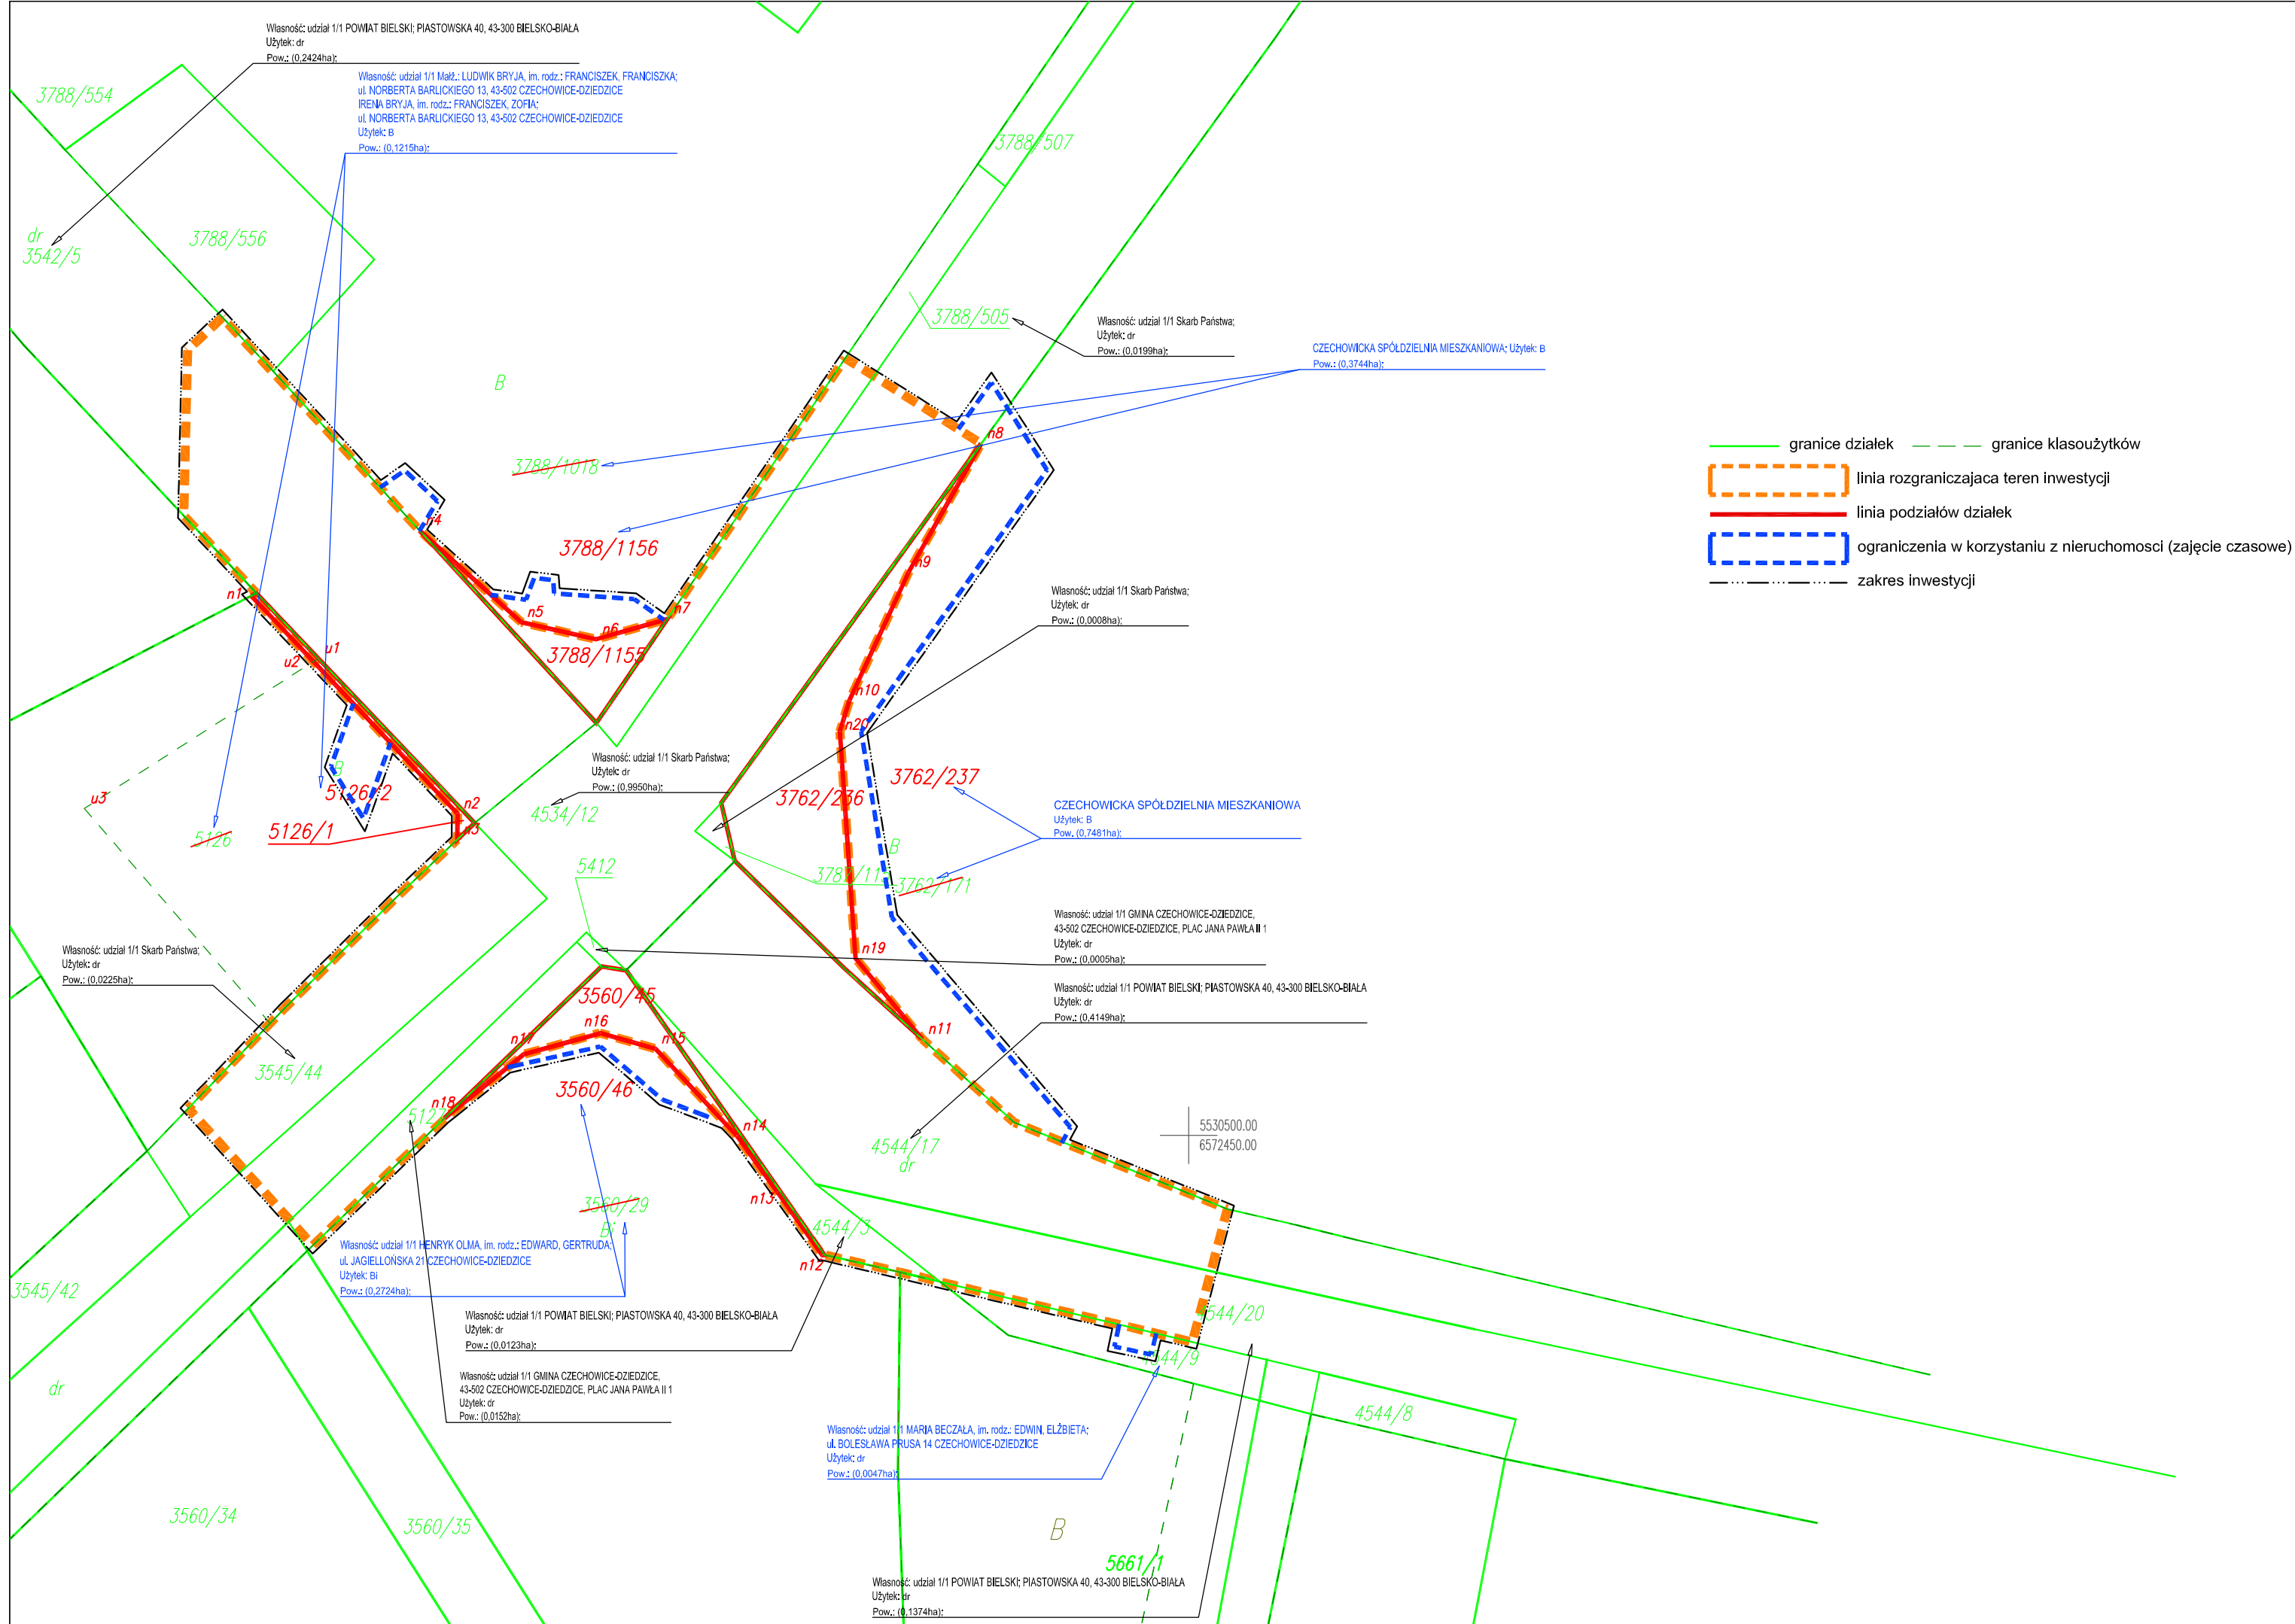 Własność: udział 1/1 POWIAT BIELSKI; PIASTOWSKA 40, 43-300 BIELSKO-BIAŁA
Użytek: dr
Pow.: (0,2424ha);
Własność: udział 1/1 Małż.: LUDWIK BRYJA, im. rodz.: FRANCISZEK, FRANCISZKA;
ul. NORBERTA BARLICKIEGO 13, 43-502 CZECHOWICE-DZIEDZICE
IRENA BRYJA, im. rodz.: FRANCISZEK, ZOFIA;
ul. NORBERTA BARLICKIEGO 13, 43-502 CZECHOWICE-DZIEDZICE
Użytek: B
Pow.: (0,1215ha);
3788/554
3788/507
dr
3542/5
3788/556
3788/505
Własność: udział 1/1 Skarb Państwa;
Użytek: dr
Pow.: (0,0199ha);
CZECHOWICKA SPÓŁDZIELNIA MIESZKANIOWA; Użytek: B
Pow.: (0,3744ha);
B
n8
granice działek
granice klasoużytków
linia rozgraniczajaca teren inwestycji
linia podziałów działek
ograniczenia w korzystaniu z nieruchomosci (zajęcie czasowe)
zakres inwestycji
3788/1018
n4
3788/1156
n9
n1
n5
n7
n6
Własność: udział 1/1 Skarb Państwa;
Użytek: dr
Pow.: (0,0008ha);
u1
u2
3788/1155
n10
n20
Własność: udział 1/1 Skarb Państwa;
Użytek: dr
Pow.: (0,9950ha);
4534/12
B
5126/2
u3
n2
n3
5126
5126/1
3762/236
3762/237
CZECHOWICKA SPÓŁDZIELNIA MIESZKANIOWA
Użytek: B
Pow. (0,7481ha);
B
5412
3762/171
Własność: udział 1/1 GMINA CZECHOWICE-DZIEDZICE,
43-502 CZECHOWICE-DZIEDZICE, PLAC JANA PAWŁA II 1
Użytek: dr
Pow.: (0,0005ha);
n19
Własność: udział 1/1 Skarb Państwa;
Użytek: dr
Pow.: (0,0225ha);
Własność: udział 1/1 POWIAT BIELSKI; PIASTOWSKA 40, 43-300 BIELSKO-BIAŁA
Użytek: dr
Pow.: (0,4149ha);
3560/45
n16
n17
n15
n11
3545/44
3560/46
n18
5127
n14
5530500.00
6572450.00
4544/17
dr
n13
3560/29
Bi
4544/3
n12
Własność: udział 1/1 HENRYK OLMA, im. rodz.: EDWARD, GERTRUDA;
ul. JAGIELLOŃSKA 21 CZECHOWICE-DZIEDZICE
Użytek: Bi
Pow.: (0,2724ha);
3545/42
Własność: udział 1/1 POWIAT BIELSKI; PIASTOWSKA 40, 43-300 BIELSKO-BIAŁA
Użytek: dr
Pow.: (0,0123ha);
4544/20
4544/9
dr
Własność: udział 1/1 GMINA CZECHOWICE-DZIEDZICE,
43-502 CZECHOWICE-DZIEDZICE, PLAC JANA PAWŁA II 1
Użytek: dr
Pow.: (0,0152ha);
4544/8
Własność: udział 1/1 MARIA BECZAŁA, im. rodz.: EDWIN, ELŻBIETA;
ul. BOLESŁAWA PRUSA 14 CZECHOWICE-DZIEDZICE
Użytek: dr
Pow.: (0,0047ha);
3560/34
3560/35
B
5661/1
Własność: udział 1/1 POWIAT BIELSKI; PIASTOWSKA 40, 43-300 BIELSKO-BIAŁA
Użytek: dr
Pow.: (0,1374ha);